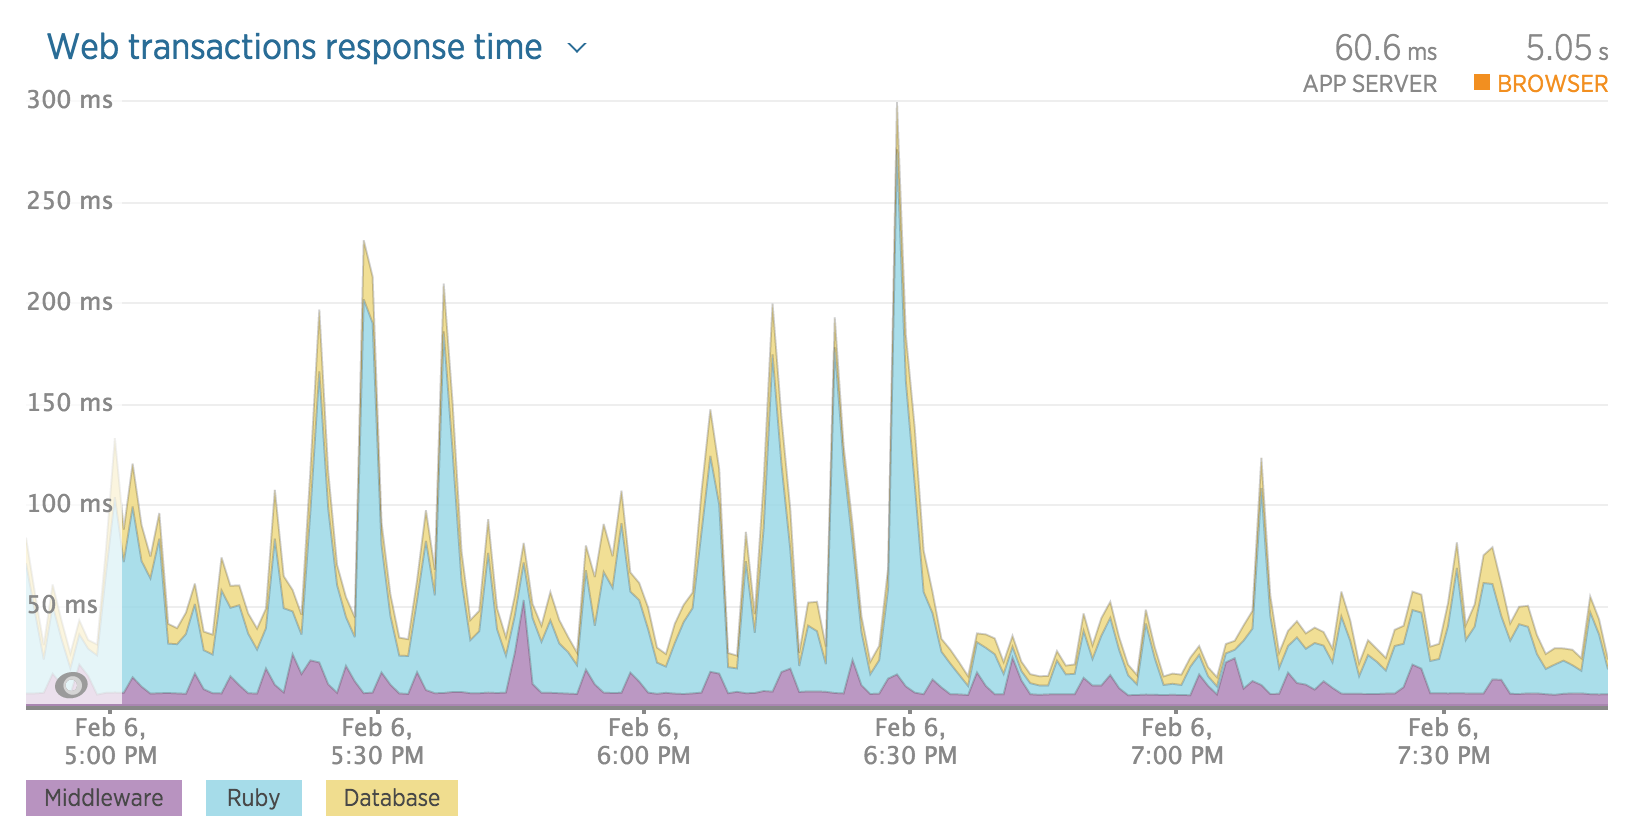 Web transactions response time
60.6 ms
5.05 s
APP SERVER
BROWSER
300 ms
250 ms
200 ms
150 ms
100 ms
50 ms
Feb 6,
5:00 PM
Feb 6,
5:30 PM
Feb 6,
6:00 PM
Feb 6,
6:30 PM
Feb 6,
7:00 PM
Feb 6,
7:30 PM
Middleware
Ruby
Database